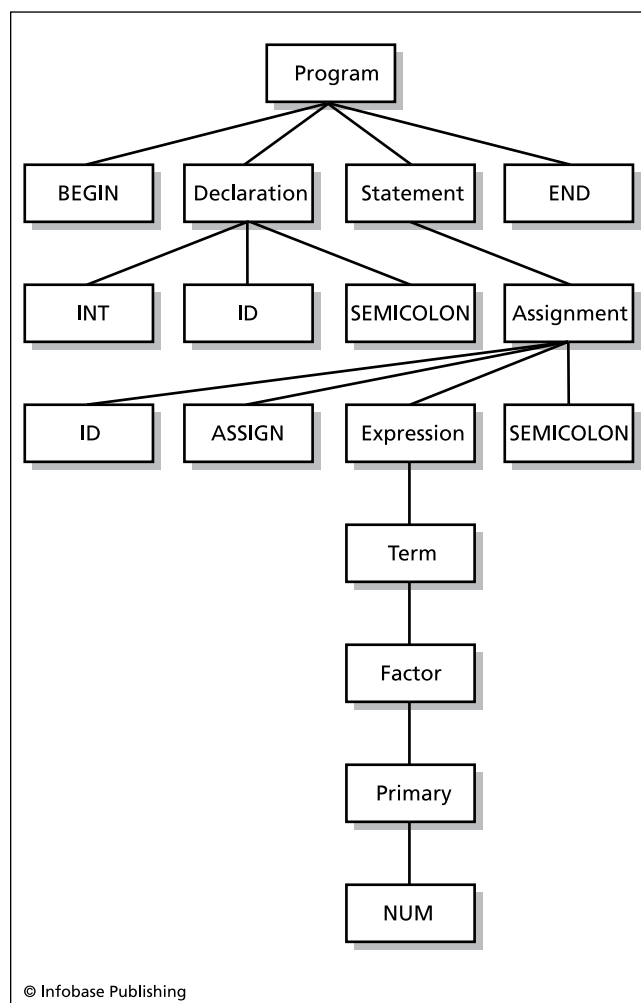 Program
BEGIN Declaration Statement END
INT ID SEMICOLON Assignment
ID ASSIGN Expression SEMICOLON
Term
Factor
Primary
NUM
© Infobase Publishing